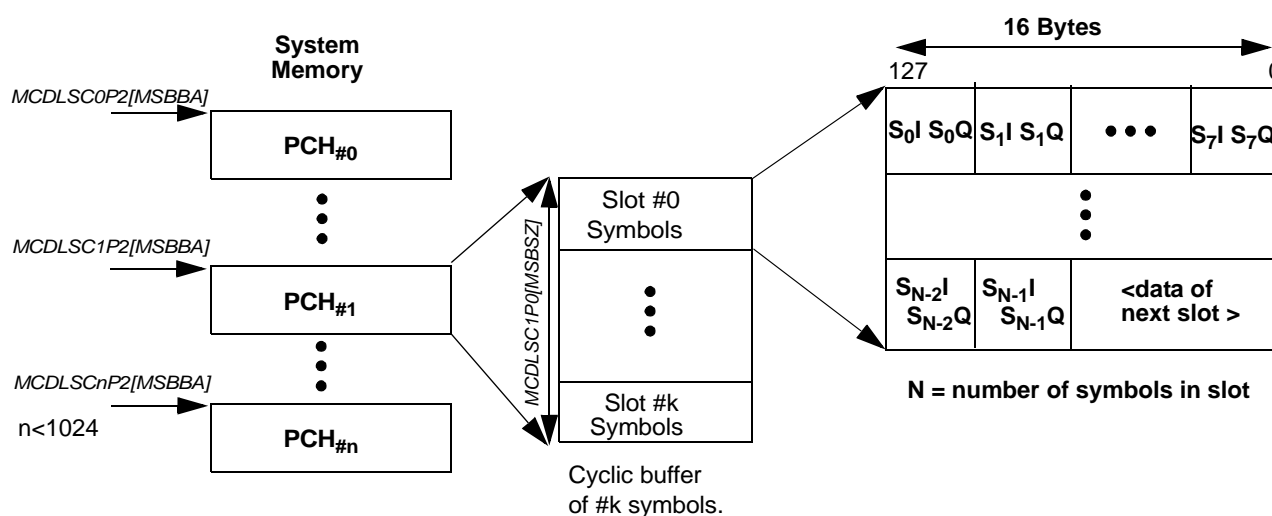 System
Memory
MCDLSC0P2[MSBBA]
PCH#0
MCDLSC1P2[MSBBA]
PCH#1
MCDLSCnP2[MSBBA]
n<1024
PCH#n
MCDLSC1P0[MSBSZ]
Slot #0
Symbols
Slot #k
Symbols
Cyclic buffer
of #k symbols.
16 Bytes
127
S0I S0Q S1I S1Q ••• S7I S7Q
SN-2I
SN-2Q
SN-1I
SN-1Q
<data of
next slot >
N = number of symbols in slot